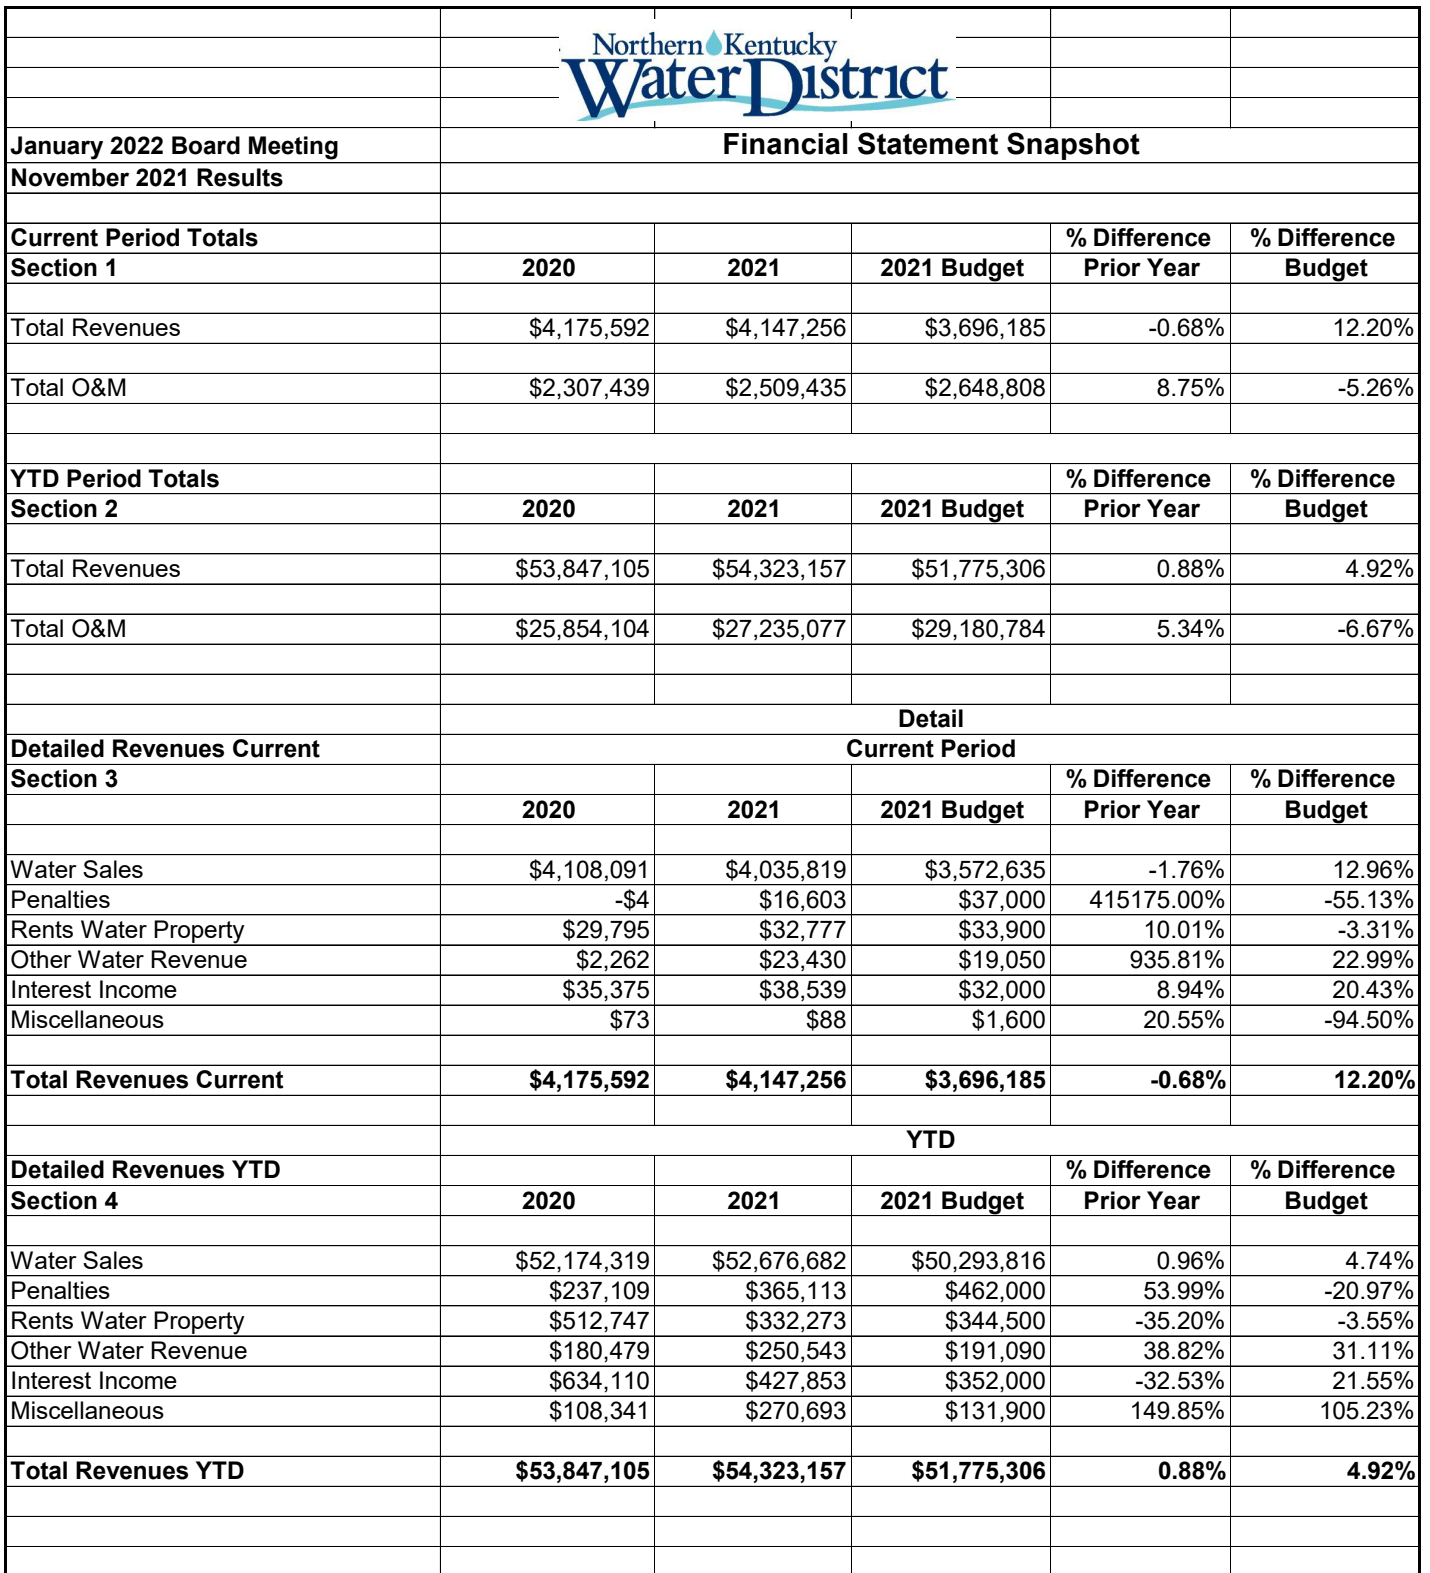 Northern Kentucky
Water District
January 2022 Board Meeting Financial Statement Snapshot
November 2021 Results
Current Period Totals % Difference % Difference
Section 1 2020 2021 2021 Budget Prior Year Budget
Total Revenues $4,175,592 $4,147,256 $3,696,185 -0.68% 12.20%
Total O&M $2,307,439 $2,509,435 $2,648,808 8.75% -5.26%
YTD Period Totals % Difference % Difference
Section 2 2020 2021 2021 Budget Prior Year Budget
Total Revenues $53,847,105 $54,323,157 $51,775,306 0.88% 4.92%
Total O&M $25,854,104 $27,235,077 $29,180,784 5.34% -6.67%
Detail
Detailed Revenues Current Current Period
Section 3 % Difference % Difference
2020 2021 2021 Budget Prior Year Budget
Water Sales $4,108,091 $4,035,819 $3,572,635 -1.76% 12.96%
Penalties -$4 $16,603 $37,000 415175.00% -55.13%
Rents Water Property $29,795 $32,777 $33,900 10.01% -3.31%
Other Water Revenue $2,262 $23,430 $19,050 935.81% 22.99%
Interest Income $35,375 $38,539 $32,000 8.94% 20.43%
Miscellaneous $73 $88 $1,600 20.55% -94.50%
Total Revenues Current $4,175,592 $4,147,256 $3,696,185 -0.68% 12.20%
YTD
Detailed Revenues YTD % Difference % Difference
Section 4 2020 2021 2021 Budget Prior Year Budget
Water Sales $52,174,319 $52,676,682 $50,293,816 0.96% 4.74%
Penalties $237,109 $365,113 $462,000 53.99% -20.97%
Rents Water Property $512,747 $332,273 $344,500 -35.20% -3.55%
Other Water Revenue $180,479 $250,543 $191,090 38.82% 31.11%
Interest Income $634,110 $427,853 $352,000 -32.53% 21.55%
Miscellaneous $108,341 $270,693 $131,900 149.85% 105.23%
Total Revenues YTD $53,847,105 $54,323,157 $51,775,306 0.88% 4.92%